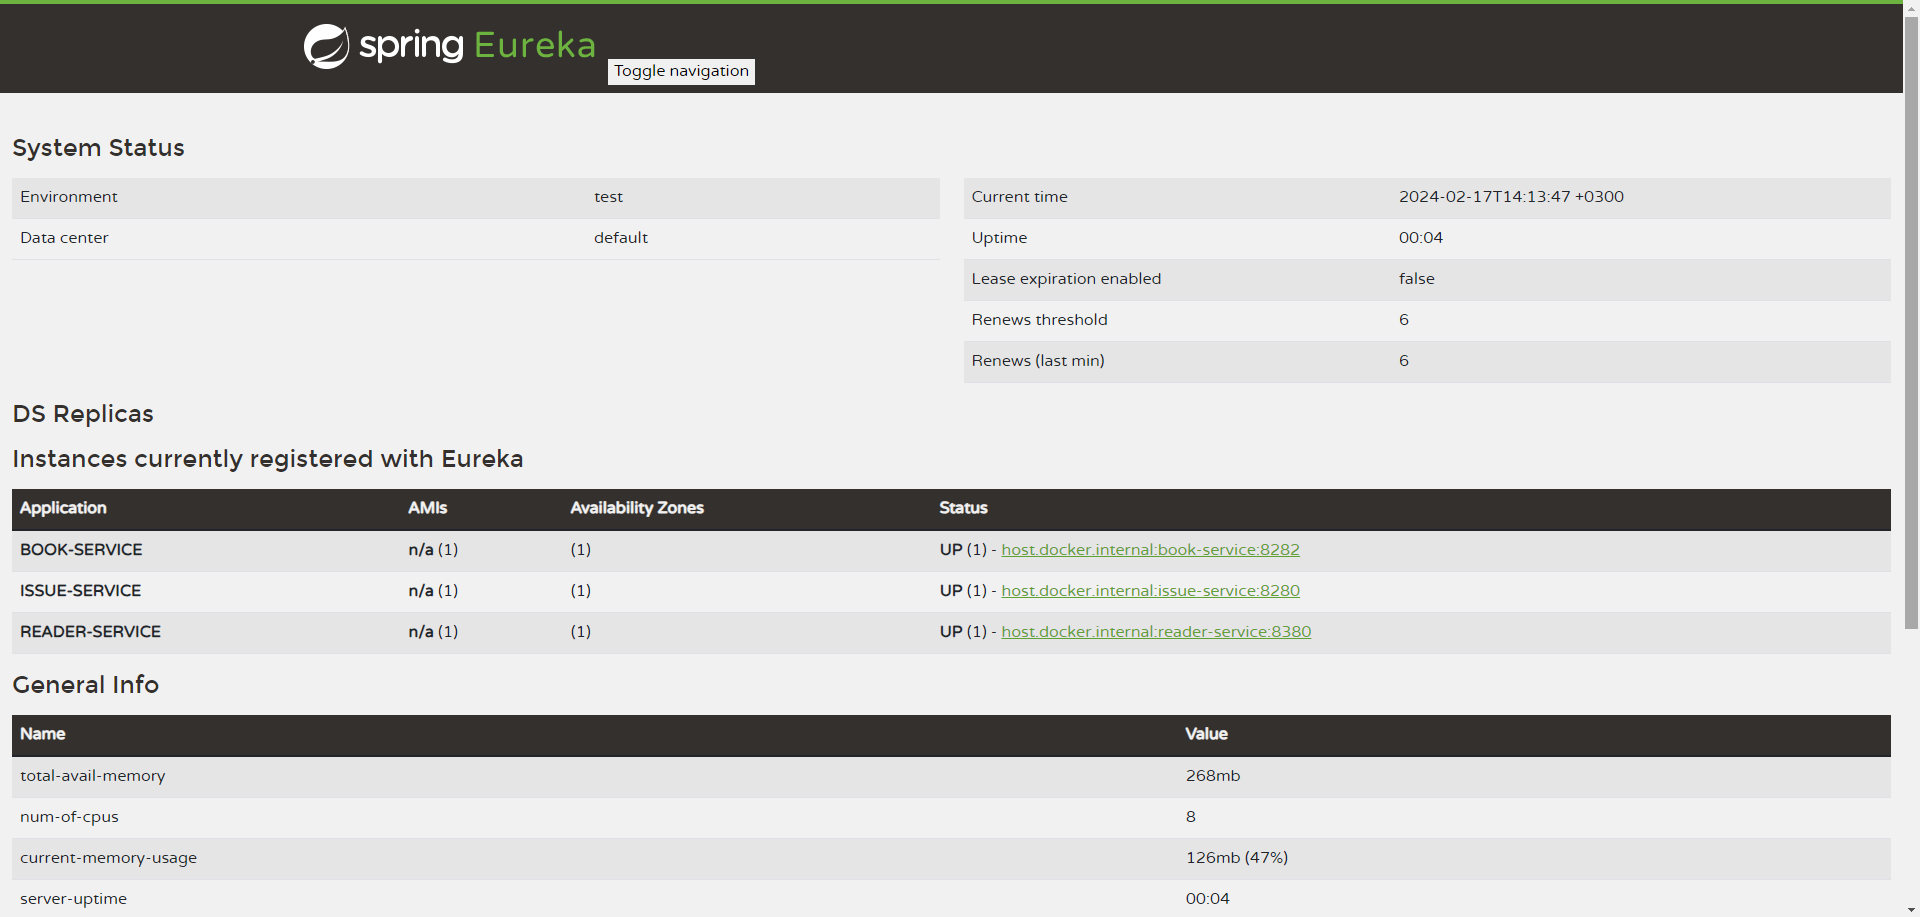 spring Eureka
Toggle navigation
System Status
Environment test
Data center default
Current time 2024-02-17T14:13:47 +0300
Uptime 00:04
Lease expiration enabled false
Renews threshold 6
Renews (last min) 6
DS Replicas
Instances currently registered with Eureka
Application AMIs Availability Zones Status
BOOK-SERVICE n/a (1) (1) UP (1) - host.docker.internal:book-service:8282
ISSUE-SERVICE n/a (1) (1) UP (1) - host.docker.internal:issue-service:8280
READER-SERVICE n/a (1) (1) UP (1) - host.docker.internal:reader-service:8380
General Info
Name Value
total-avail-memory 268mb
num-of-cpus 8
current-memory-usage 126mb (47%)
server-uptime 00:04